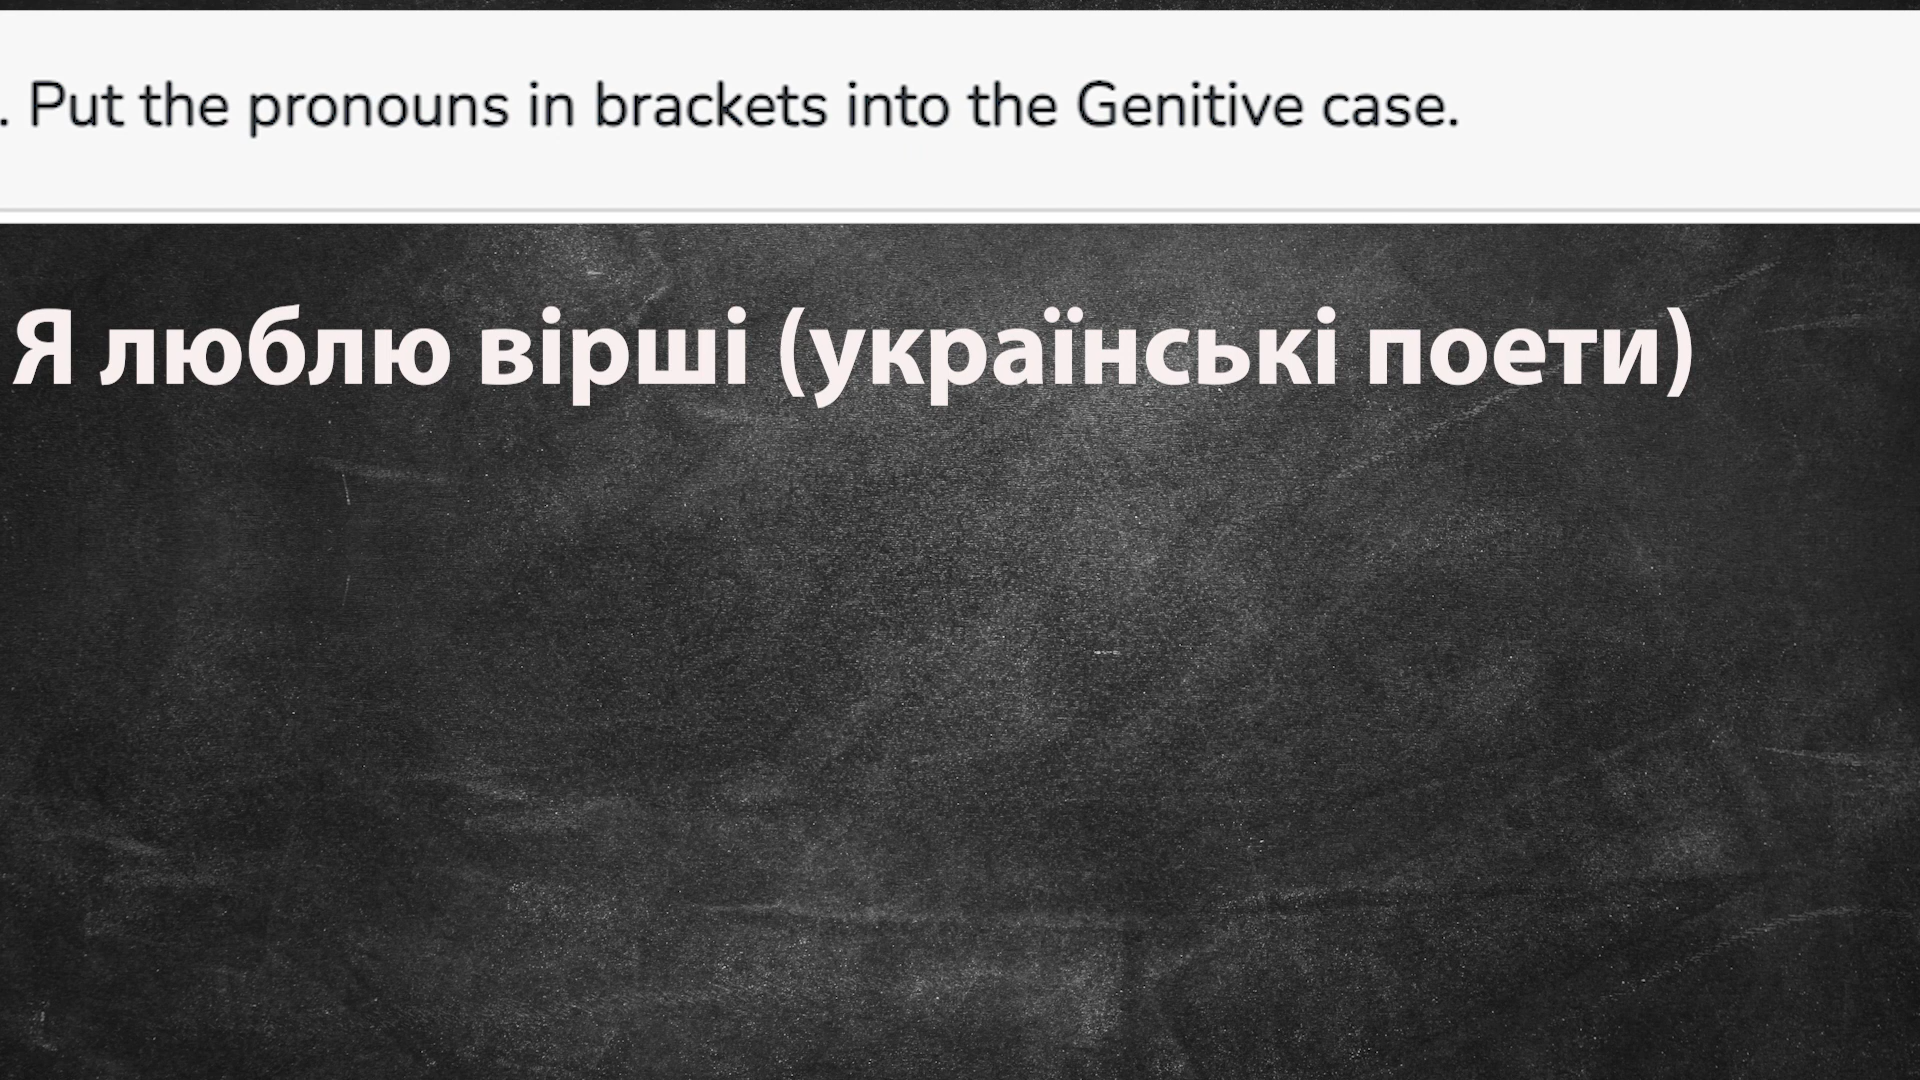 . Put the pronouns in brackets into the Genitive case.
Я люблю вірші (українські поети)